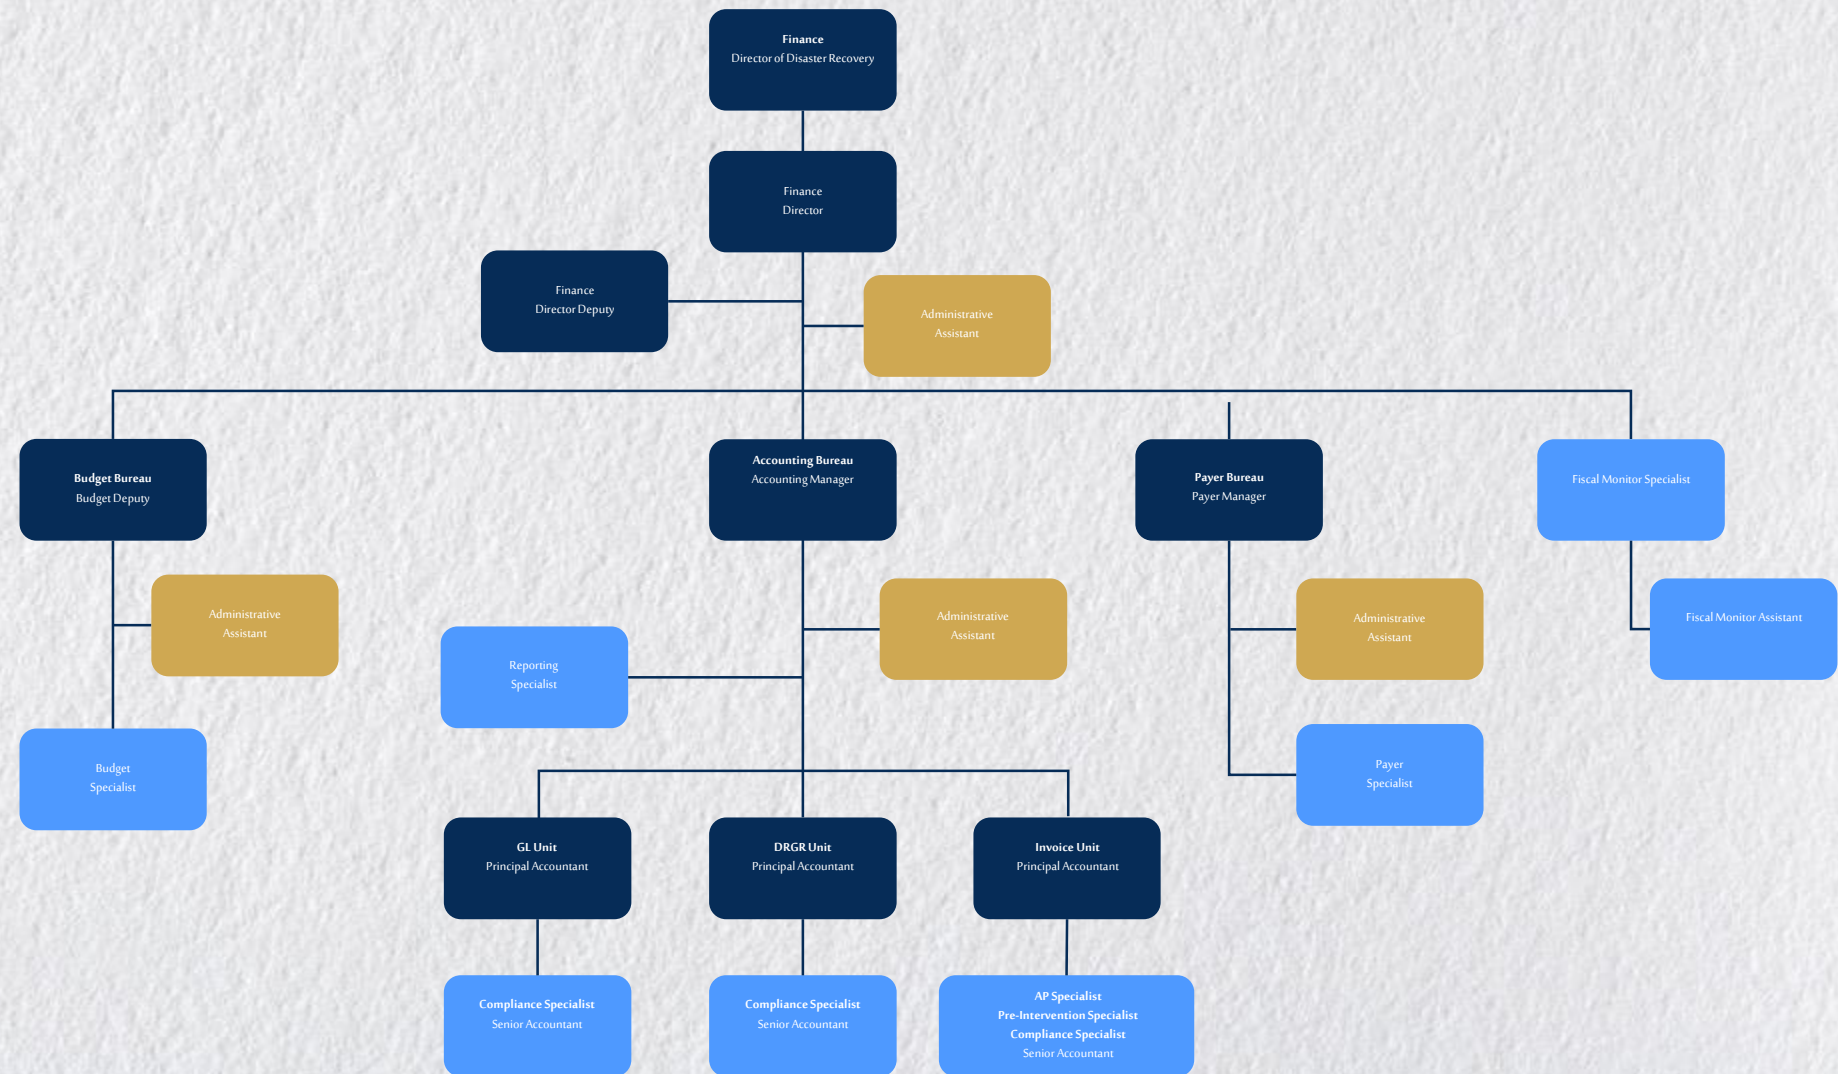 Finance
Director of Disaster Recovery
Finance
Director
Finance
Director Deputy
Administrative
Assistant
Budget Bureau
Budget Deputy
Accounting Bureau
Accounting Manager
Payer Bureau
Payer Manager
Fiscal Monitor Specialist
Administrative
Assistant
Reporting
Specialist
Administrative
Assistant
Administrative
Assistant
Fiscal Monitor Assistant
Budget
Specialist
Payer
Specialist
GL Unit
Principal Accountant
DRGR Unit
Principal Accountant
Invoice Unit
Principal Accountant
Compliance Specialist
Senior Accountant
Compliance Specialist
Senior Accountant
AP Specialist
Pre-Intervention Specialist
Compliance Specialist
Senior Accountant